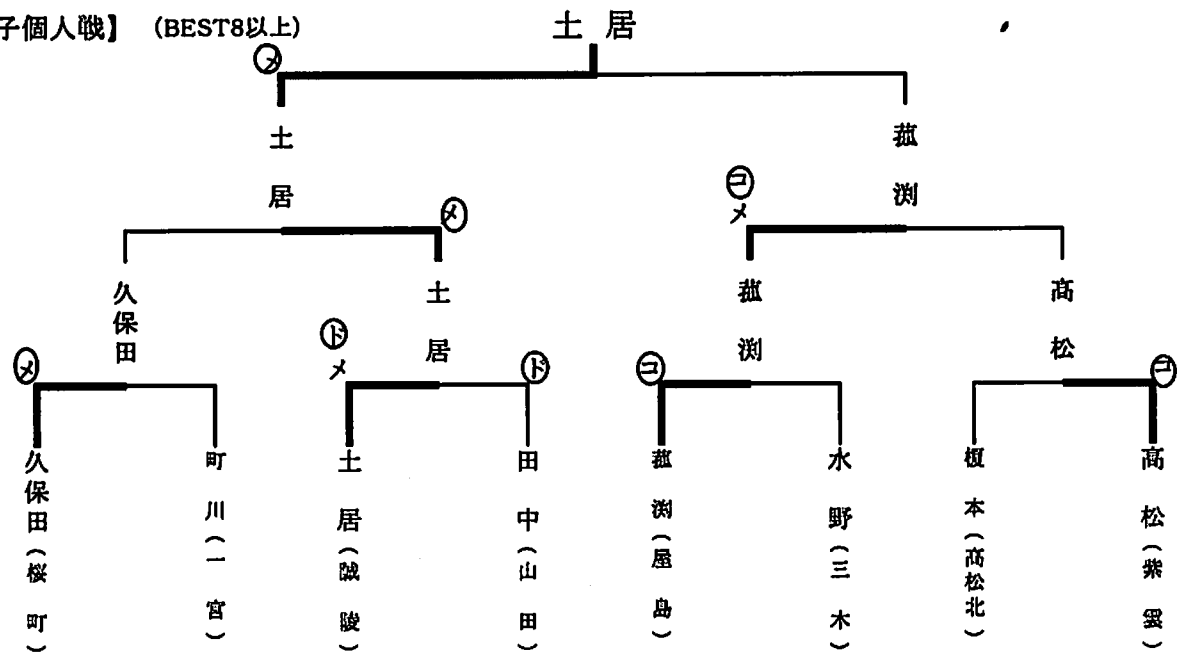 子個人戦】 (BEST8以上)
土居
メ
土居
菰渕
メ
コメ
久保田
土居
菰渕
髙松
メ
ドメ
ド
コ
コ
久保田(桜町)
町川(一宮)
土居(誠陵)
田中(山田)
菰渕(屋島)
水野(三木)
榎本(高松北)
髙松(紫雲)